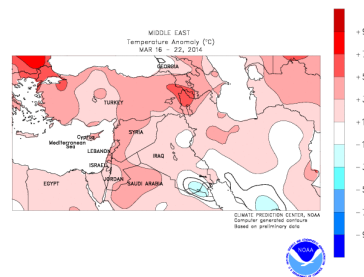 MIDDLE EAST
Temperature Anomaly (°C)
MAR 16 - 22, 2014
GEORGIA
TURKEY
Cyprus
SYRIA
Mediterranean
Sea
LEBANON
IRAQ
ISRAEL
JORDAN
EGYPT
SAUDI ARABIA
CLIMATE PREDICTION CENTER, NOAA
Computer generated contours
Based on preliminary data
NOAA